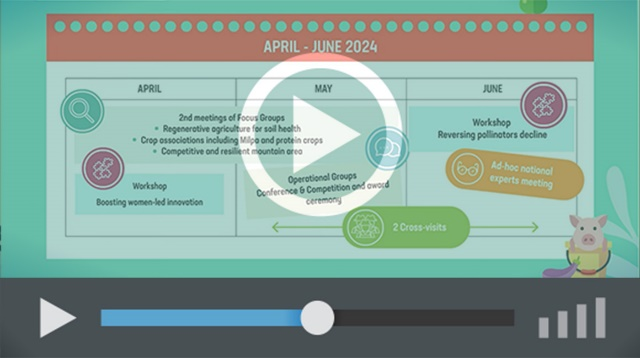 APRIL - JUNE 2024
APRIL
MAY
JUNE
2nd meetings of Focus Groups
• Regenerative agriculture for soil health
• Crop associations including Milpa and protein crops
• Competitive and resilient mountain area
Workshop
Boosting women-led innovation
Operational Groups
Conference & Competition and award
ceremony
Workshop
Reversing pollinators decline
Ad-hoc national
experts meeting
2 Cross-visits